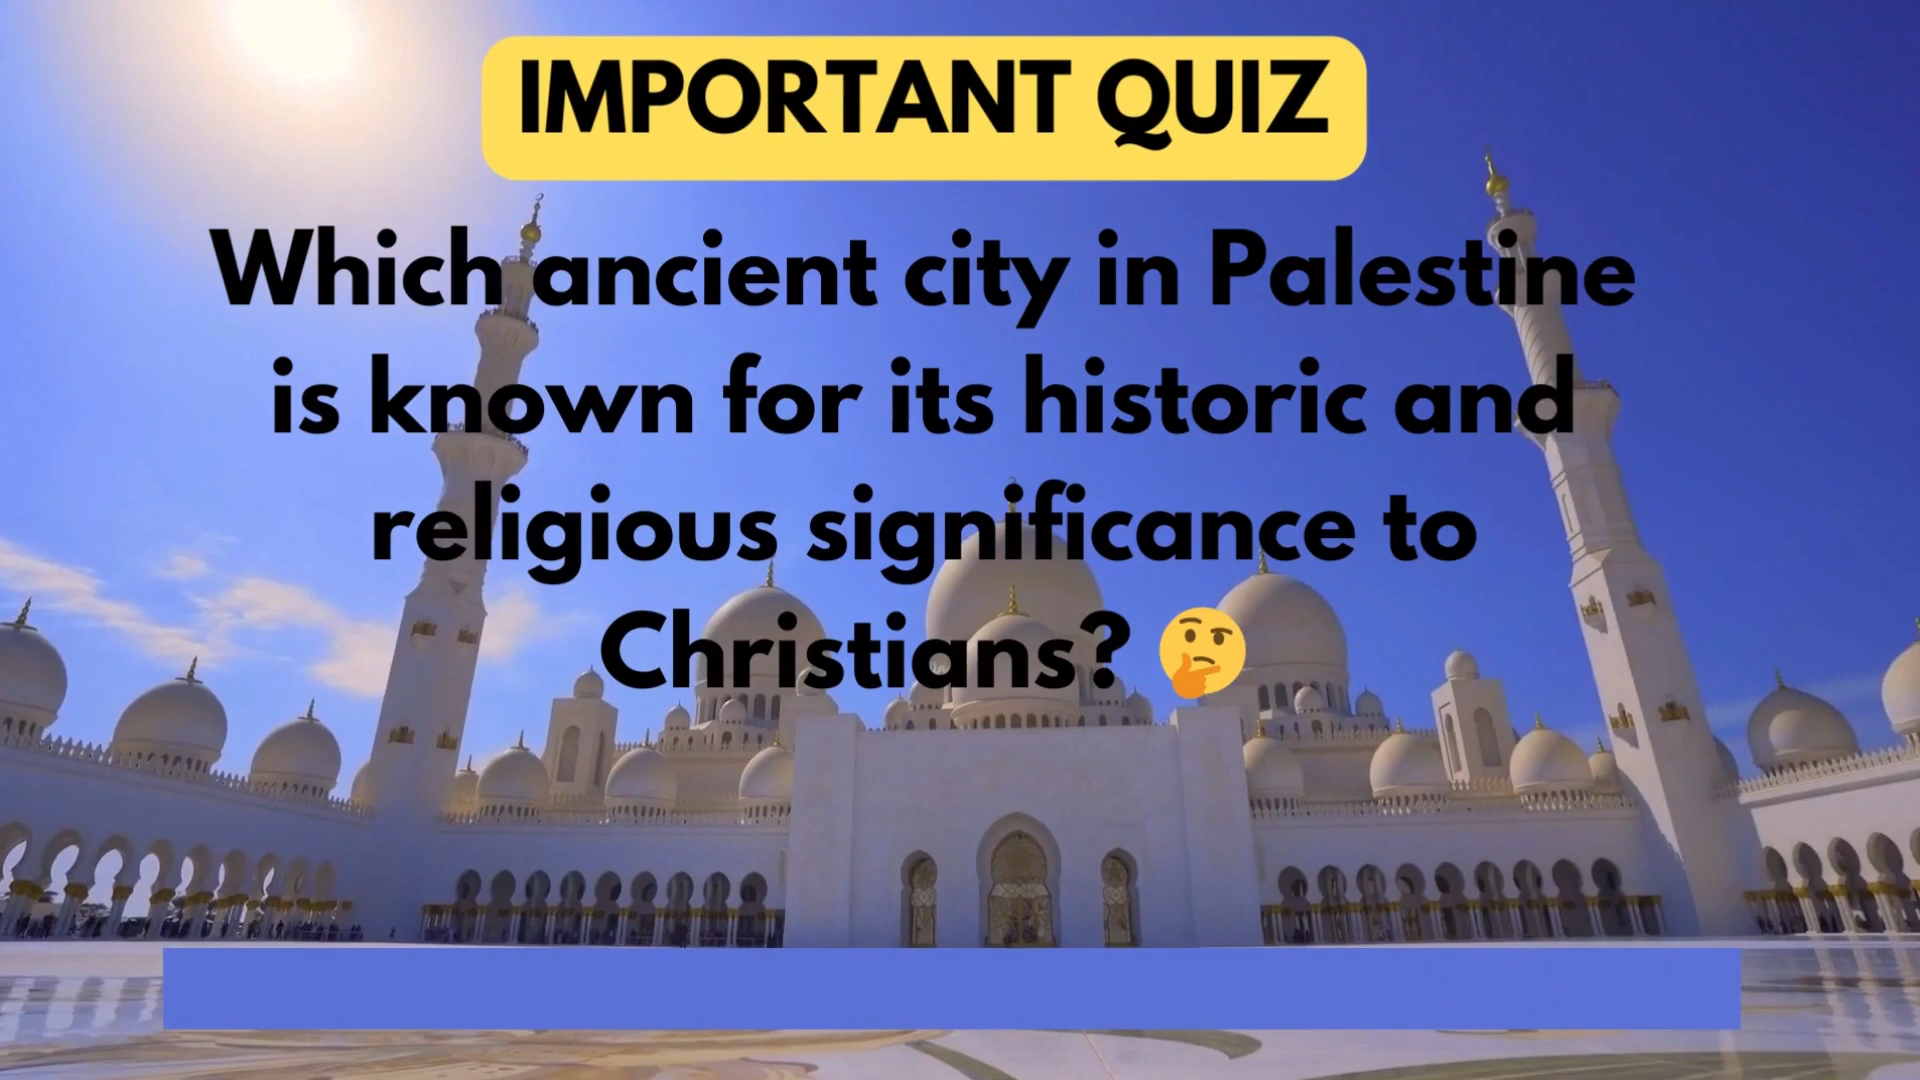 IMPORTANT QUIZ
Which ancient city in Palestine
is known for its historic and
religious significance to
Christians? 🤔